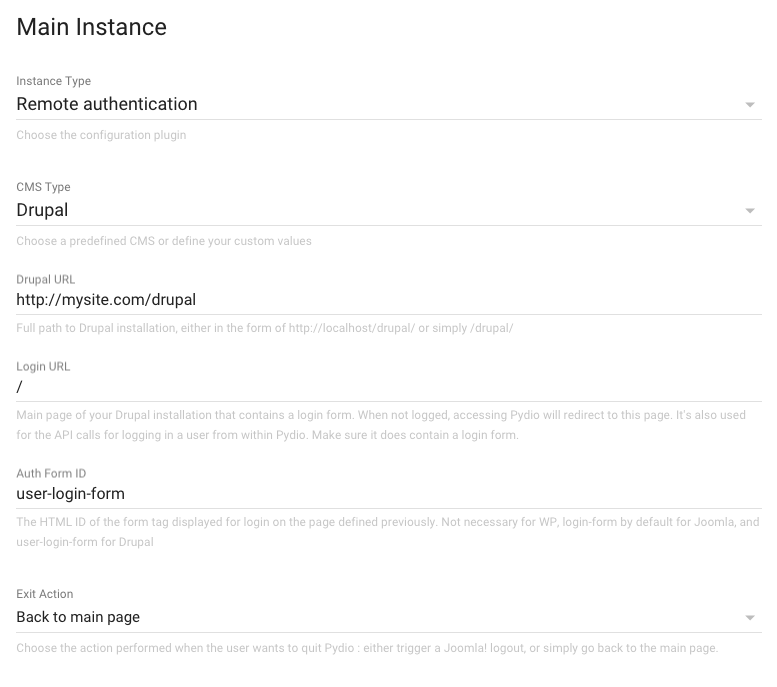 Main Instance
Instance Type
Remote authentication
Choose the configuration plugin
CMS Type
Drupal
Choose a predefined CMS or define your custom values
Drupal URL
http://mysite.com/drupal
Full path to Drupal installation, either in the form of http://localhost/drupal/ or simply /drupal/
Login URL
/
Main page of your Drupal installation that contains a login form. When not logged, accessing Pydio will redirect to this page. It's also used
for the API calls for logging in a user from within Pydio. Make sure it does contain a login form.
Auth Form ID
user-login-form
The HTML ID of the form tag displayed for login on the page defined previously. Not necessary for WP, login-form by default for Joomla, and
user-login-form for Drupal
Exit Action
Back to main page
Choose the action performed when the user wants to quit Pydio : either trigger a Joomla! logout, or simply go back to the main page.